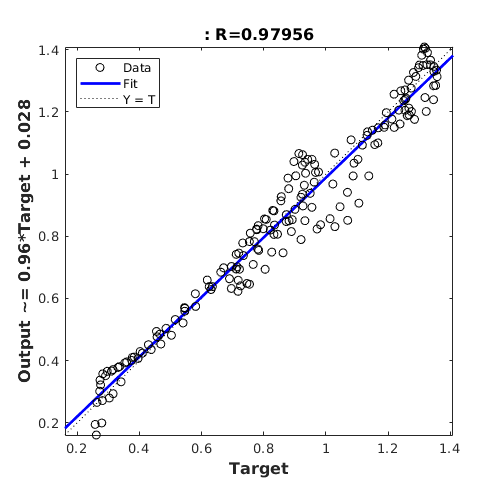 : R=0.97956
Data
Fit
Y = T
Output ~= 0.96*Target + 0.028
1.4
1.2
1
0.8
0.6
0.4
0.2
0.2 0.4 0.6 0.8 1 1.2 1.4
Target